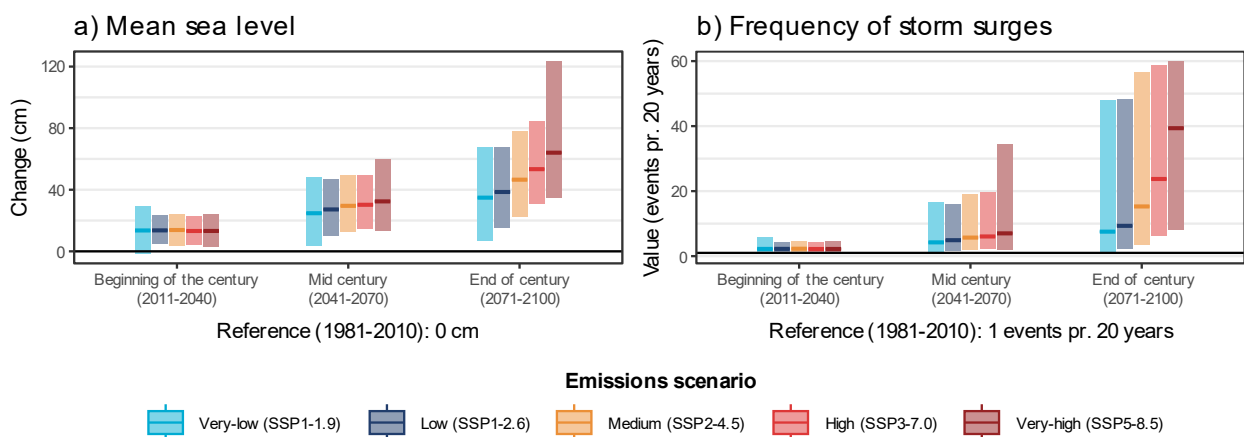 a) Mean sea level
Change (cm)
120
80
40
0
Beginning of the century
(2011-2040)
Mid century
(2041-2070)
End of century
(2071-2100)
Reference (1981-2010): 0 cm
b) Frequency of storm surges
Value (events pr. 20 years)
60
40
20
0
Beginning of the century
(2011-2040)
Mid century
(2041-2070)
End of century
(2071-2100)
Reference (1981-2010): 1 events pr. 20 years
Emissions scenario
Very-low (SSP1-1.9)
Low (SSP1-2.6)
Medium (SSP2-4.5)
High (SSP3-7.0)
Very-high (SSP5-8.5)